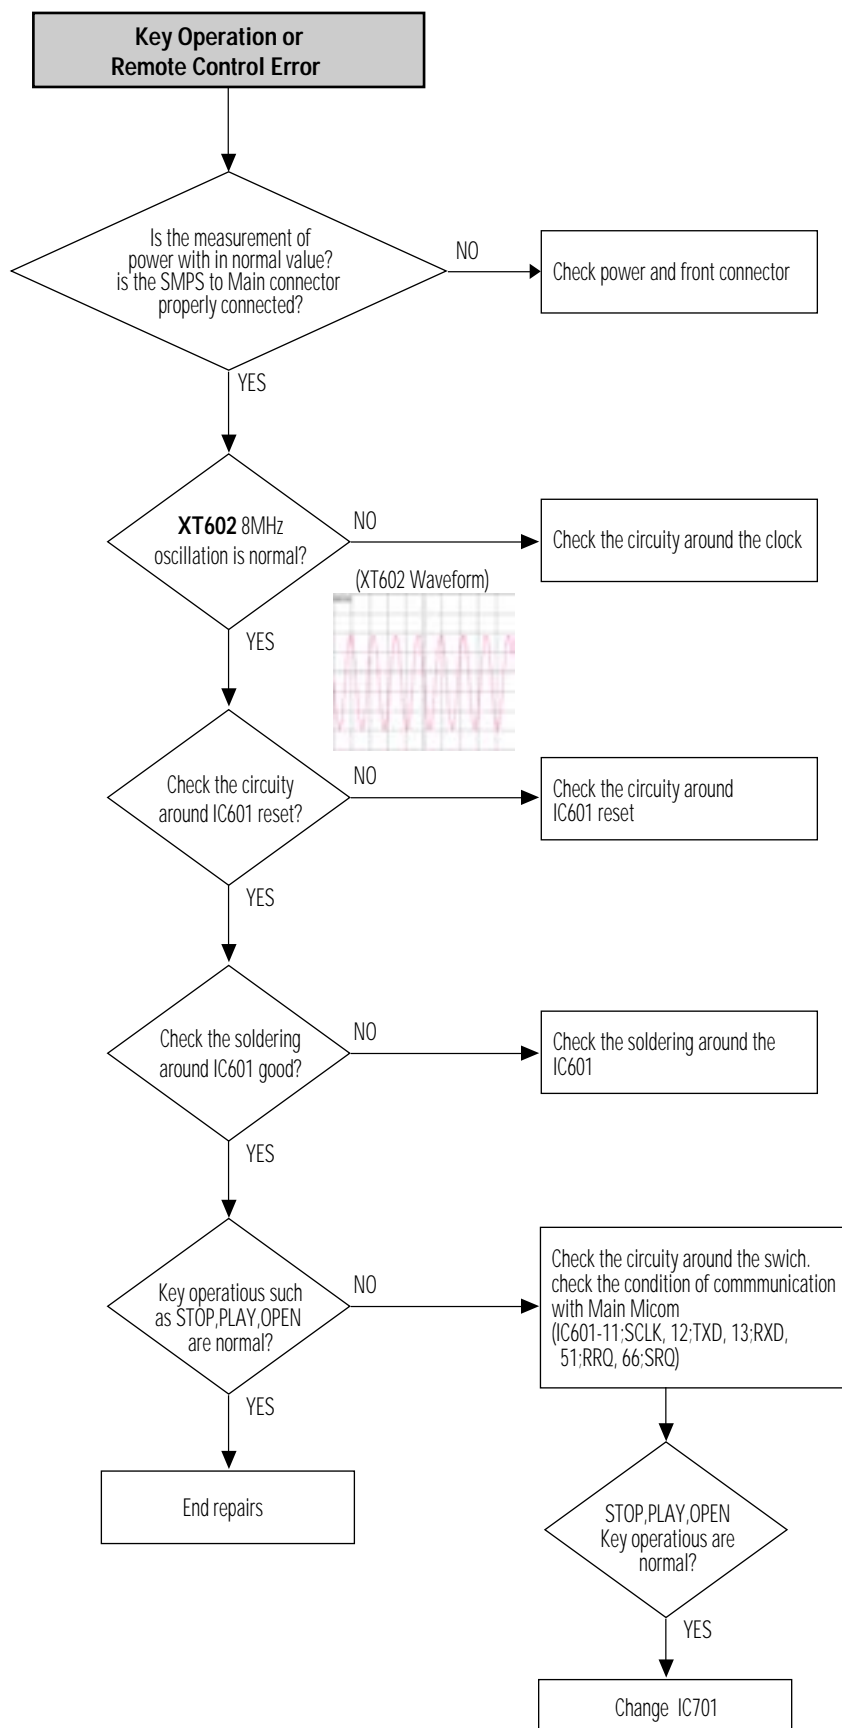 Key Operation or
Remote Control Error
Is the measurement of
power with in normal value?
is the SMPS to Main connector
properly connected?
NO
Check power and front connector
YES
XT602 8MHz
oscillation is normal?
NO
Check the circuity around the clock
(XT602 Waveform)
YES
Check the circuity
around IC601 reset?
NO
Check the circuity around
IC601 reset
YES
Check the soldering
around IC601 good?
NO
Check the soldering around the
IC601
YES
Key operatious such
as STOP,PLAY,OPEN
are normal?
NO
Check the circuity around the swich.
check the condition of commmunication
with Main Micom
(IC601-11;SCLK, 12;TXD, 13;RXD,
51;RRQ, 66;SRQ)
YES
End repairs
STOP,PLAY,OPEN
Key operatious are
normal?
YES
Change IC701